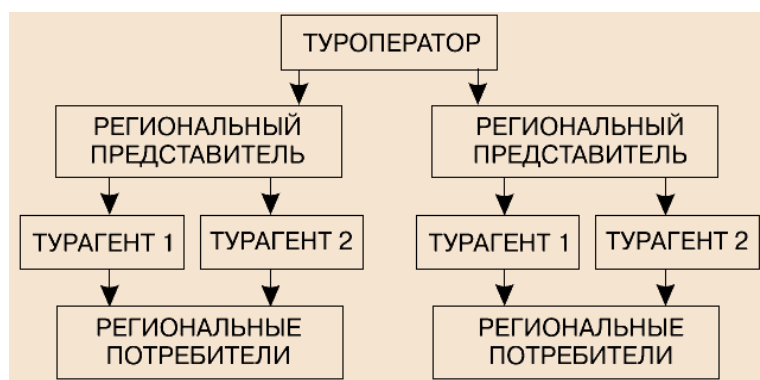 ТУРОПЕРАТОР
РЕГИОНАЛЬНЫЙ
ПРЕДСТАВИТЕЛЬ
РЕГИОНАЛЬНЫЙ
ПРЕДСТАВИТЕЛЬ
ТУРАГЕНТ 1
ТУРАГЕНТ 2
ТУРАГЕНТ 1
ТУРАГЕНТ 2
РЕГИОНАЛЬНЫЕ
ПОТРЕБИТЕЛИ
РЕГИОНАЛЬНЫЕ
ПОТРЕБИТЕЛИ